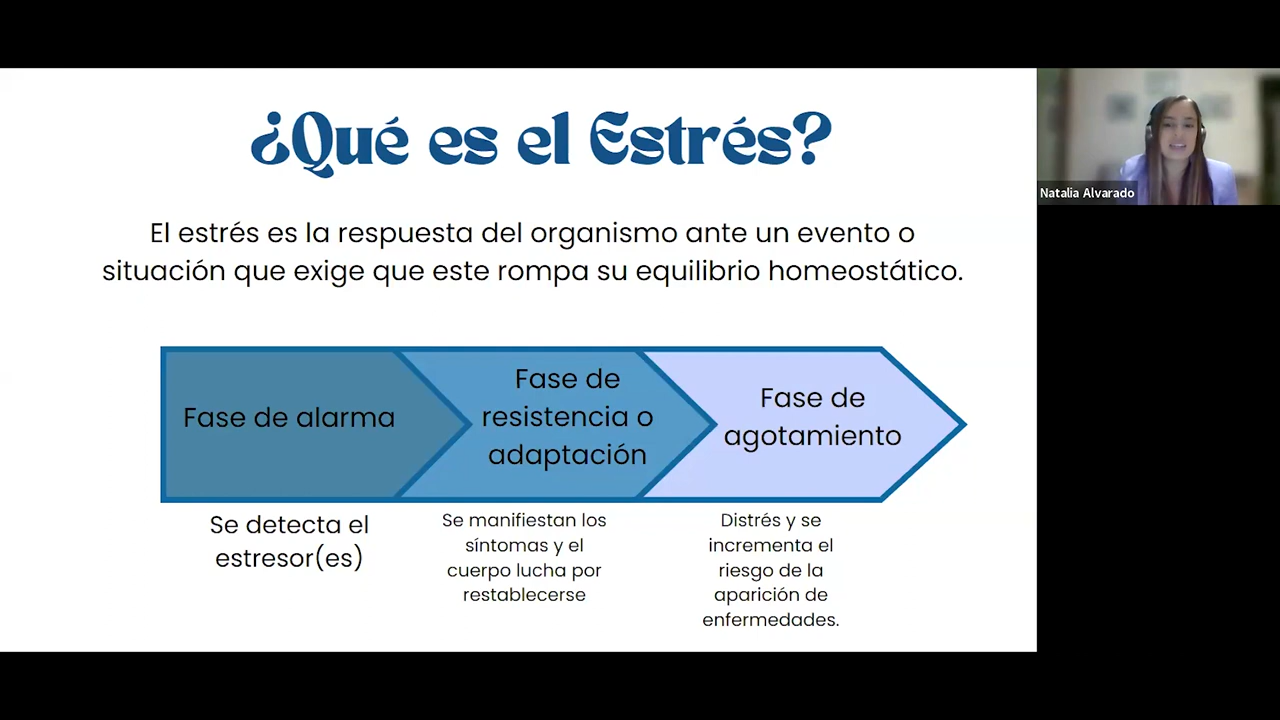 ¿Qué es el Estrés?
El estrés es la respuesta del organismo ante un evento o
situación que exige que este rompa su equilibrio homeostático.
Fase de alarma
Fase de
resistencia o
adaptación
Fase de
agotamiento
Se detecta el
estresor(es)
Se manifiestan los
síntomas y el
cuerpo lucha por
restablecerse
Distrés y se
incrementa el
riesgo de la
aparición de
enfermedades.
Natalia Alvarado